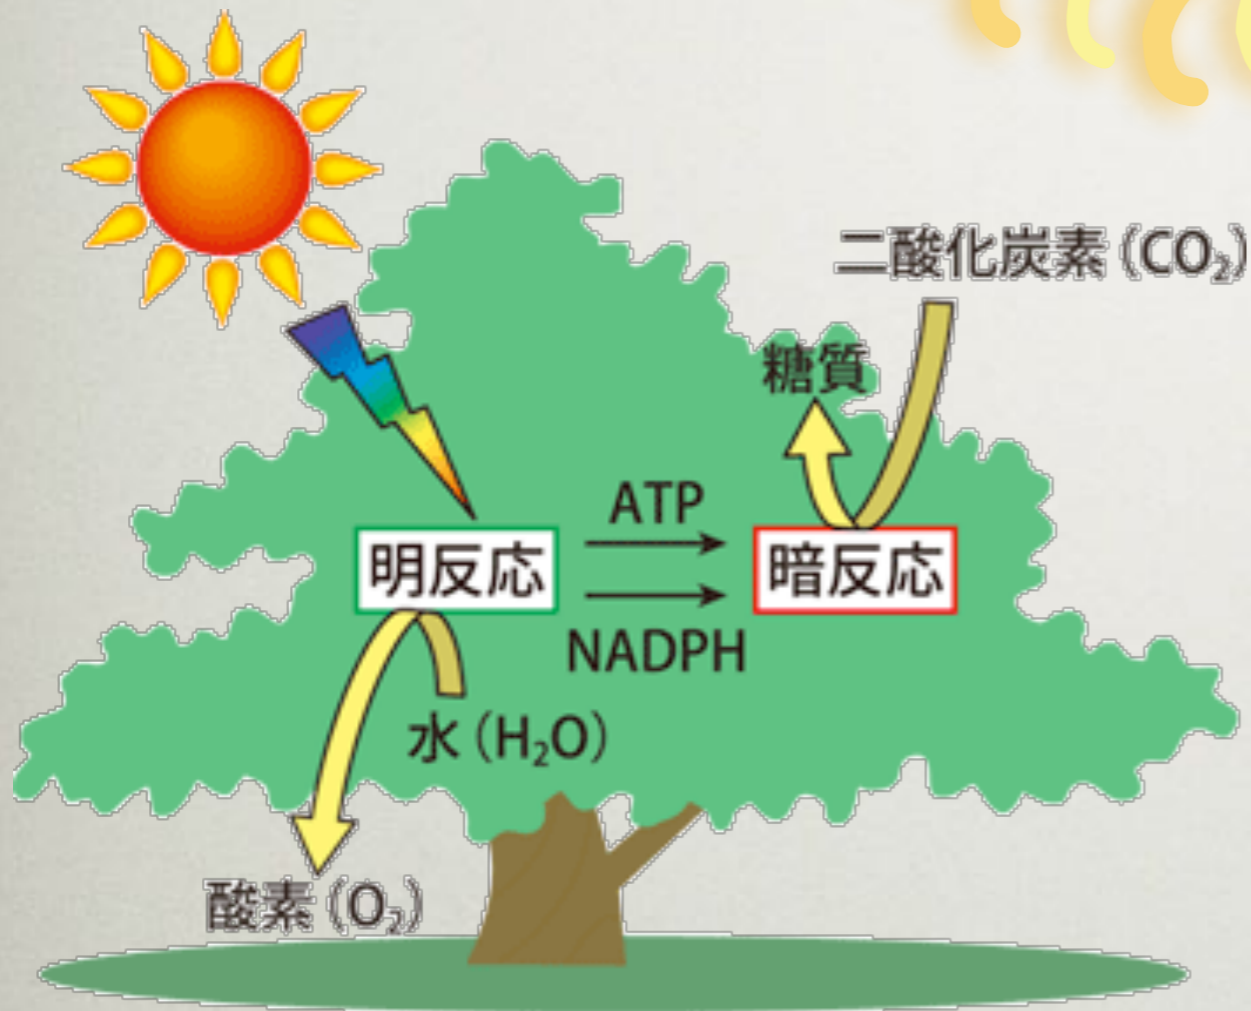 二酸化炭素(CO₂)
糖質
ATP
明反応
暗反応
NADPH
水(H₂O)
酸素(O₂)